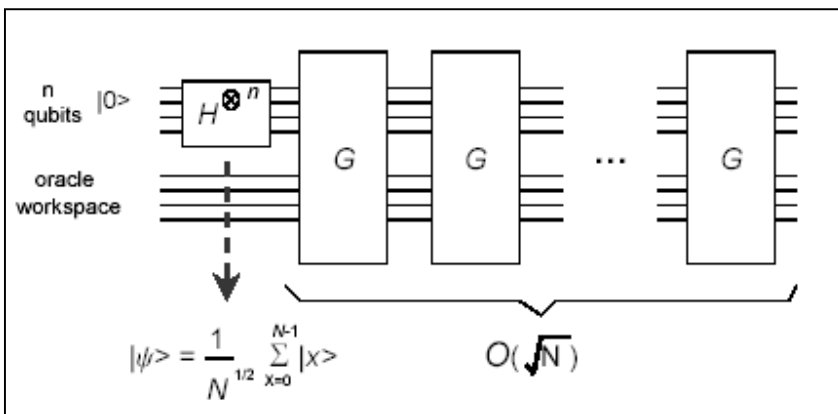 n
qubits |0>
H⊗n
G G ... G
oracle
workspace
|ψ> = 1/N^1/2 N-1 Σ x=0 |x>
O(√N)